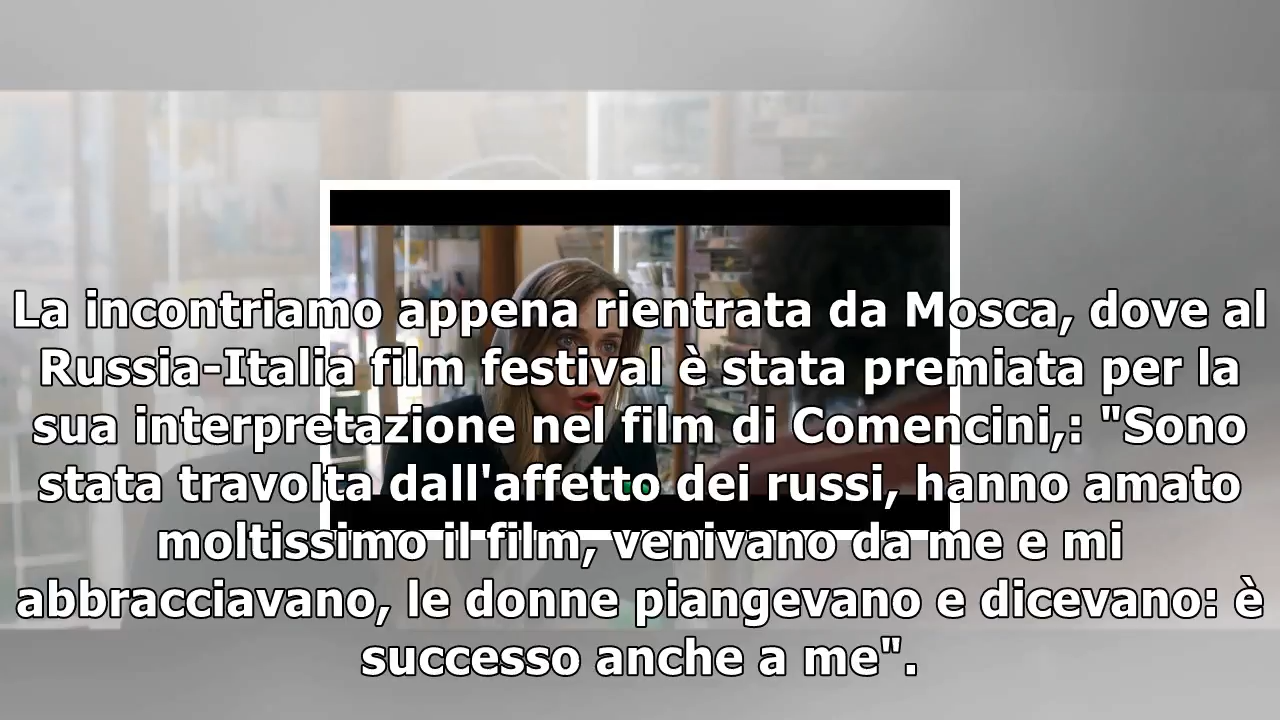 La incontriamo appena rientrata da Mosca, dove al
Russia-Italia film festival è stata premiata per la
sua interpretazione nel film di Comencini,: "Sono
stata travolta dall'affetto dei russi, hanno amato
moltissimo il film, venivano da me e mi
abbracciavano, le donne piangevano e dicevano: è
successo anche a me".